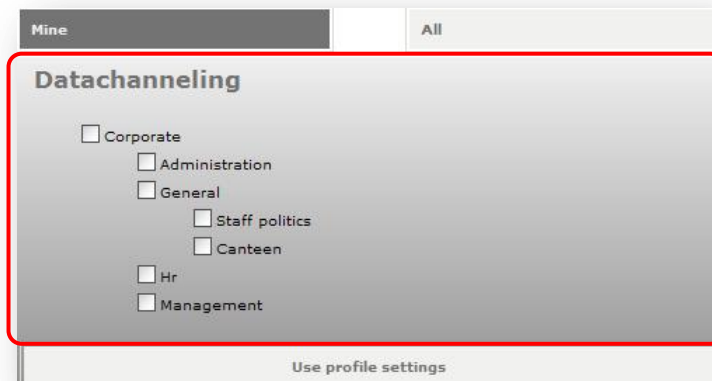 Mine
All
Datachanneling
Corporate
Administration
General
Staff politics
Canteen
Hr
Management
Use profile settings